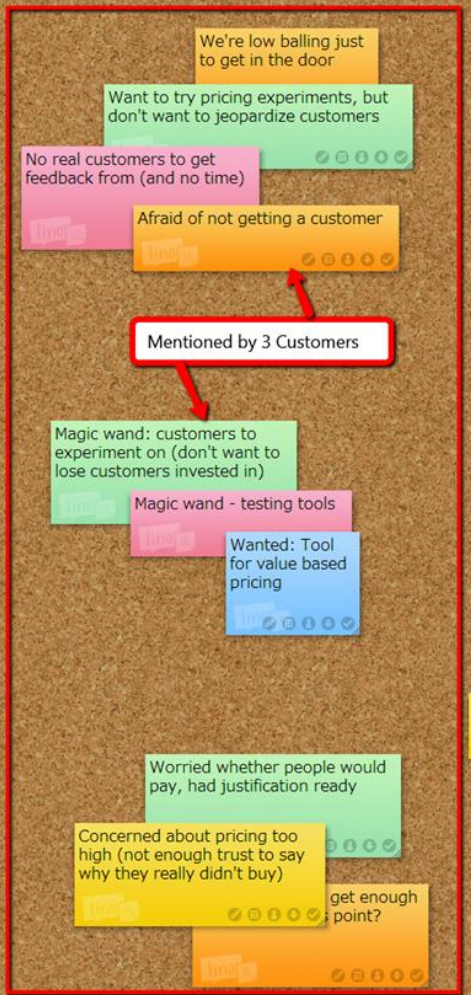 We're low balling just
to get in the door
Want to try pricing experiments, but
don't want to jeopardize customers
No real customers to get
feedback from (and no time)
Afraid of not getting a customer
Mentioned by 3 Customers
Magic wand: customers to
experiment on (don't want to
lose customers invested in)
Magic wand - testing tools
Wanted: Tool
for value based
pricing
Worried whether people would
pay, had justification ready
Concerned about pricing too
high (not enough trust to say
why they really didn't buy)
get enough
point?